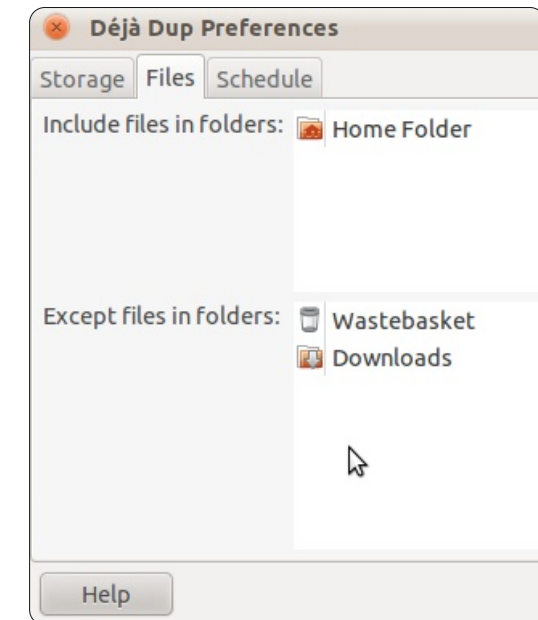 Déjà Dup Preferences
Storage Files Schedule
Include files in folders: Home Folder
Except files in folders: Wastebasket
Downloads
Help